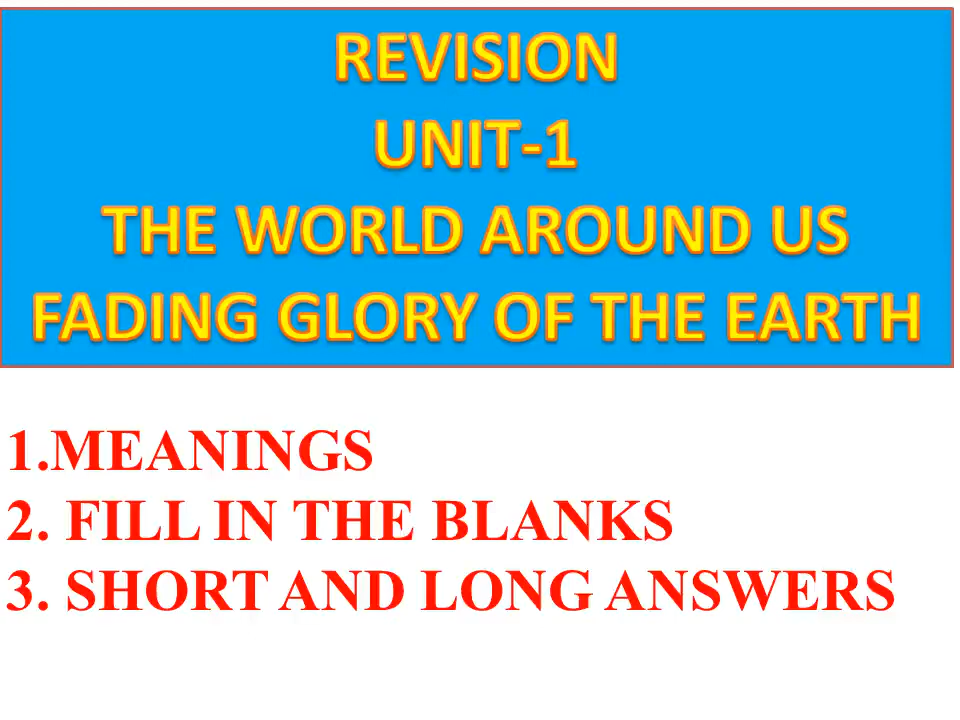 REVISION
UNIT-1
THE WORLD AROUND US
FADING GLORY OF THE EARTH
1.MEANINGS
2. FILL IN THE BLANKS
3. SHORT AND LONG ANSWERS